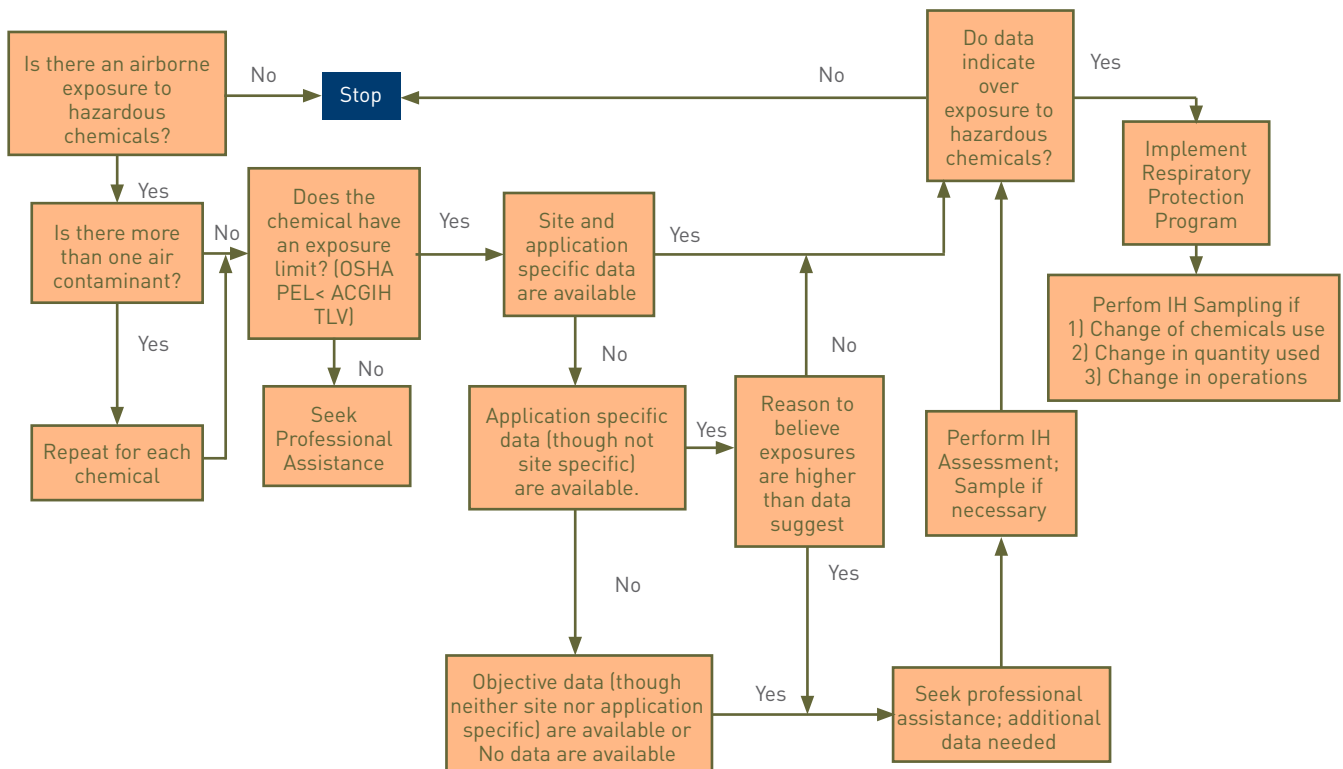 Is there an airborne
exposure to
hazardous
chemicals?
No
Stop
No
Do data
indicate
over
exposure to
hazardous
chemicals?
Yes
Implement
Respiratory
Protection
Program
Perfom IH Sampling if
1) Change of chemicals use
2) Change in quantity used
3) Change in operations
Yes
Is there more
than one air
contaminant?
No
Yes
Repeat for each
chemical
Does the
chemical have
an exposure
limit? (OSHA
PEL< ACGIH
TLV)
Yes
No
Seek
Professional
Assistance
Site and
application
specific data
are available
Yes
No
Application specific
data (though not
site specific)
are available.
Yes
No
Reason to
believe
exposures
are higher
than data
suggest
No
Yes
Objective data (though
neither site nor application
specific) are available or
No data are available
Yes
Seek professional
assistance; additional
data needed
Perform IH
Assessment;
Sample if
necessary